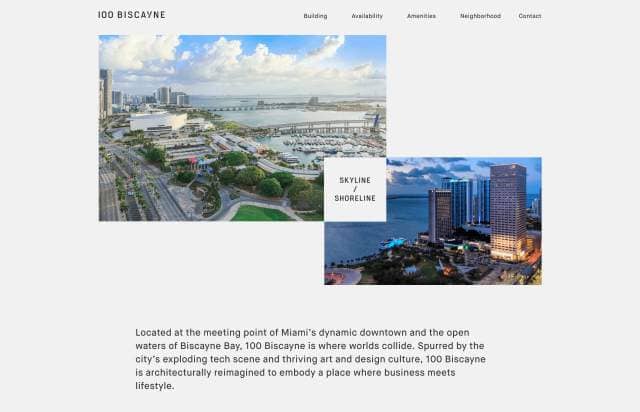 100 BISCAYNE
Building Availability Amenities Neighborhood Contact
SKYLINE
/
SHORELINE
Located at the meeting point of Miami's dynamic downtown and the open
waters of Biscayne Bay, 100 Biscayne is where worlds collide. Spurred by the
city's exploding tech scene and thriving art and design culture, 100 Biscayne
is architecturally reimagined to embody a place where business meets
lifestyle.